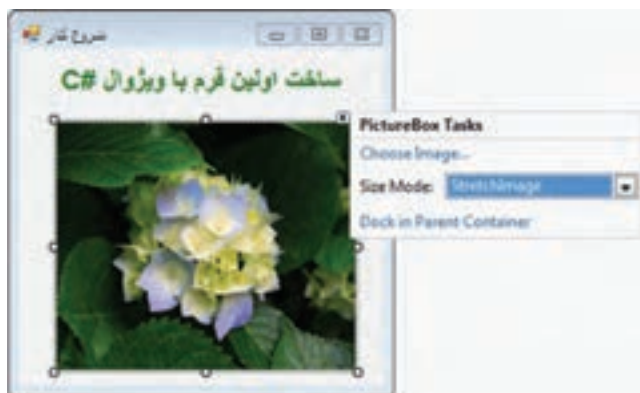 شروع کار
ساخت اولین فرم با ویژوال C#
PictureBox Tasks
Choose Image...
Size Mode: StretchImage
Dock in Parent Container